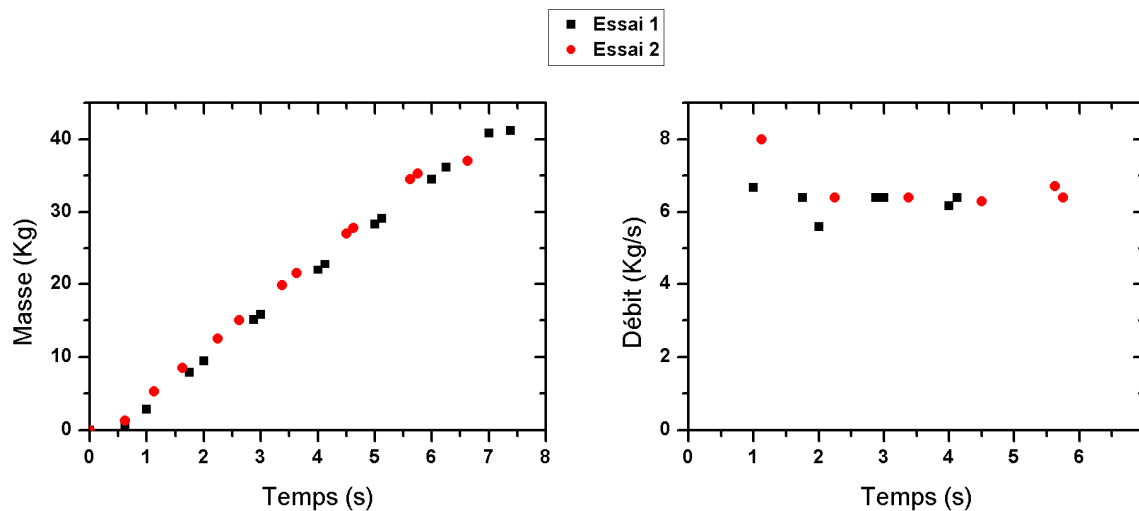 Essai 1
Essai 2
40
30
20
10
0
Masse (Kg)
0 1 2 3 4 5 6 7 8
Temps (s)
8
6
4
2
0
Débit (Kg/s)
0 1 2 3 4 5 6
Temps (s)